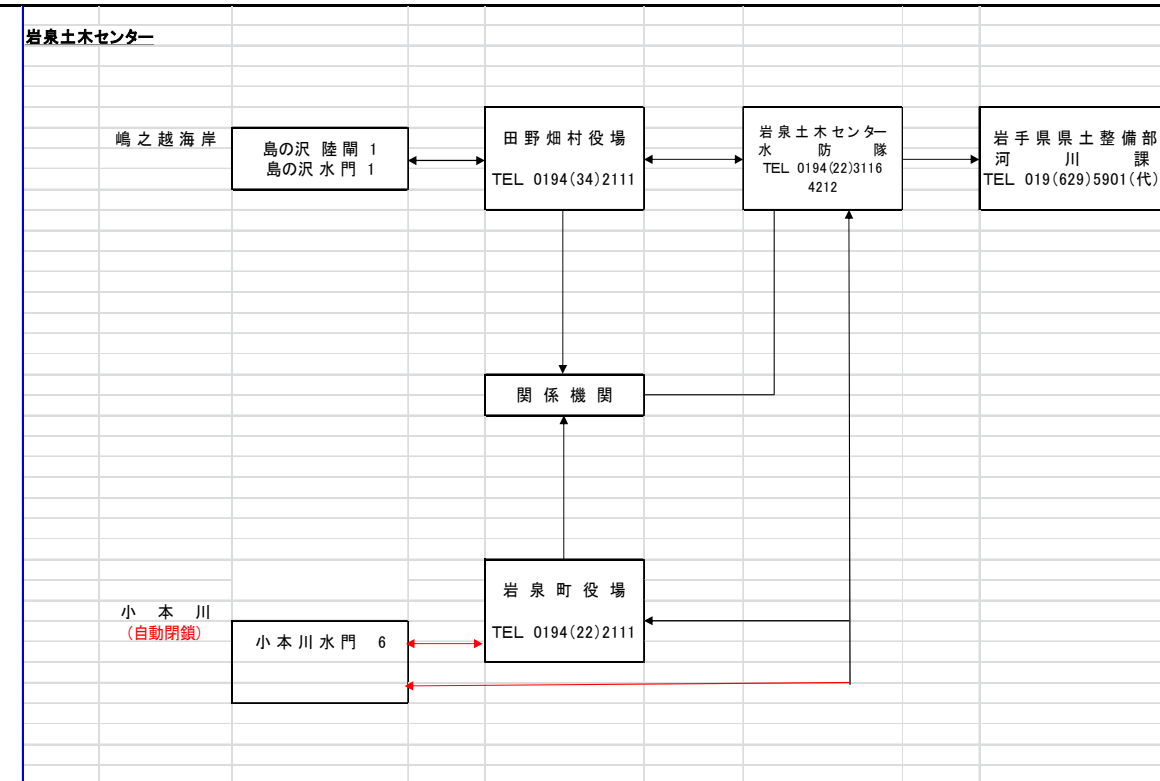 岩泉土木センター
嶋之越海岸
島の沢 陸閘 1
島の沢水門 1
田野畑村役場
TEL 0194(34)2111
岩泉土木センター
水防隊
TEL 0194(22)3116
4212
岩手県県土整備部
河川課
TEL 019(629)5901(代)
関係機関
小本川
(自動閉鎖)
小本川水門 6
岩泉町役場
TEL 0194(22)2111